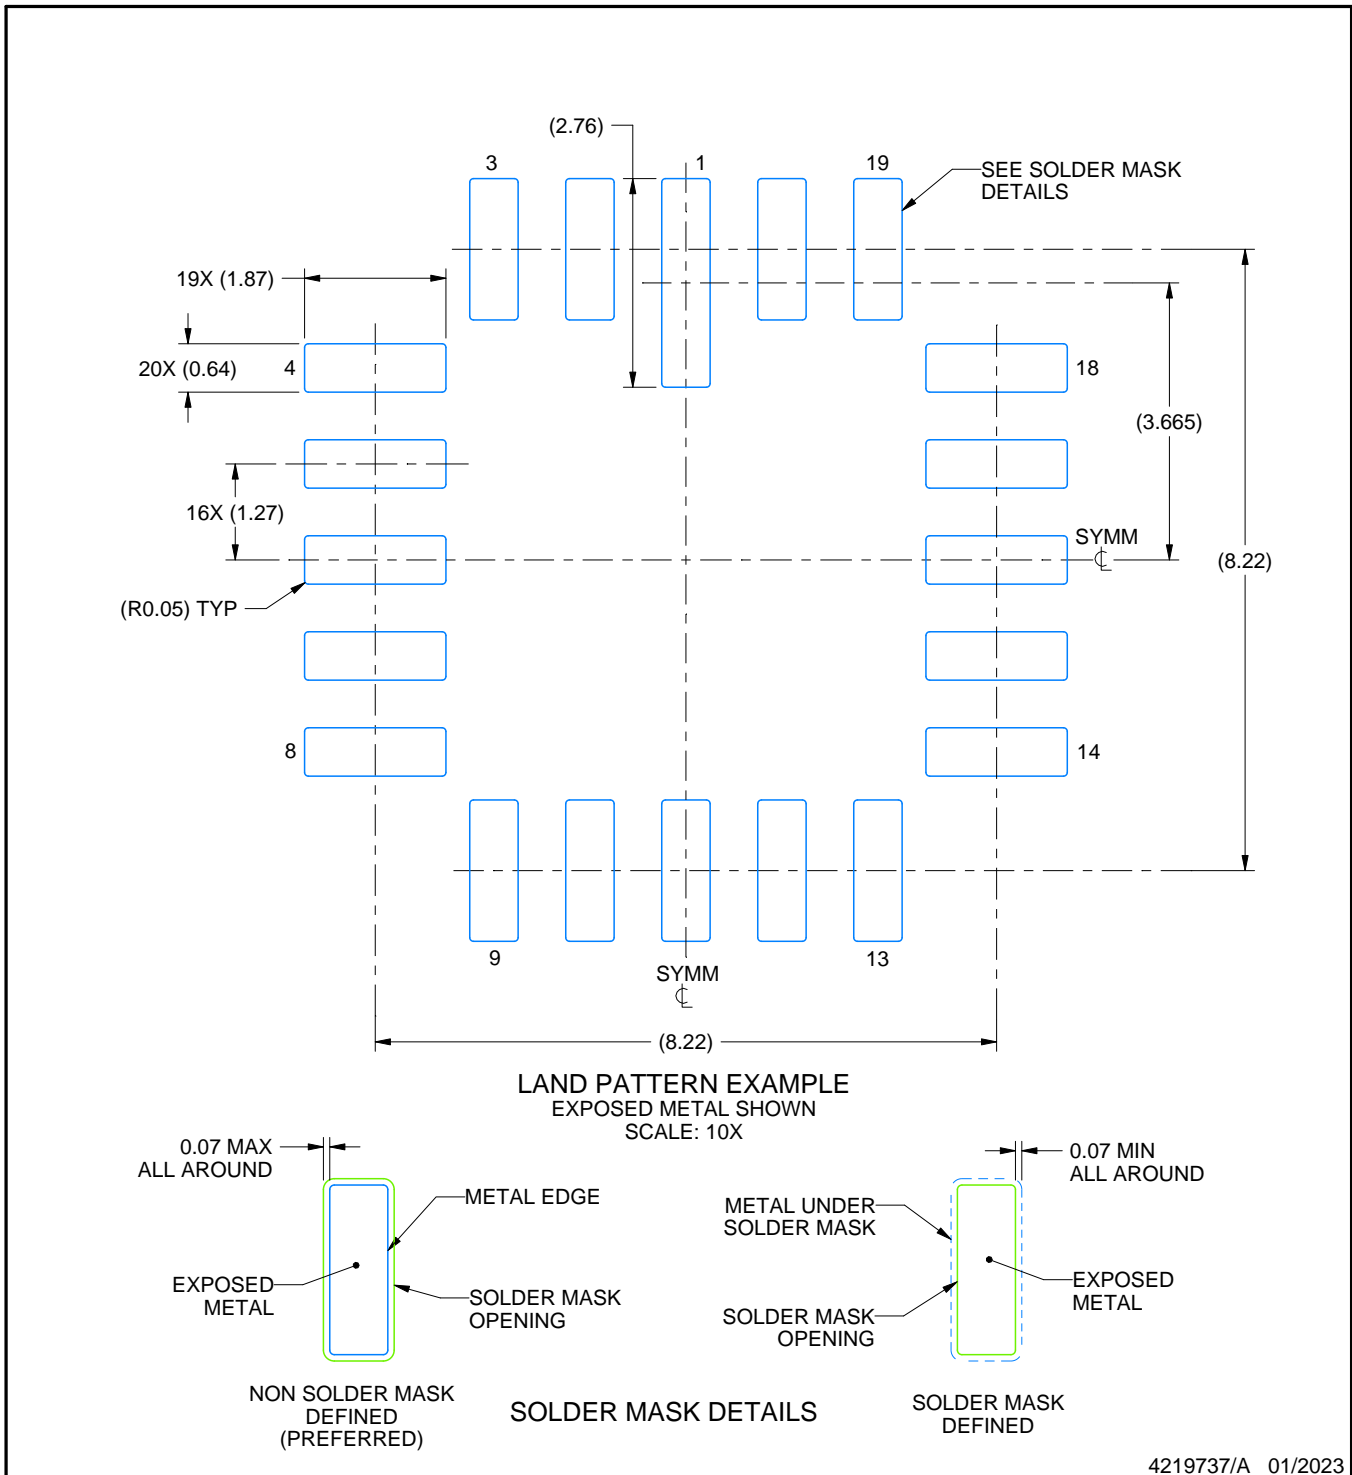 (2.76)
3
1
19
SEE SOLDER MASK
DETAILS
19X (1.87)
20X (0.64)
4
18
(3.665)
16X (1.27)
SYMM
℄
(8.22)
(R0.05) TYP
8
14
9
13
SYMM
℄
(8.22)
LAND PATTERN EXAMPLE
EXPOSED METAL SHOWN
SCALE: 10X
0.07 MAX
ALL AROUND
METAL EDGE
EXPOSED
METAL
SOLDER MASK
OPENING
NON SOLDER MASK
DEFINED
(PREFERRED)
SOLDER MASK DETAILS
0.07 MIN
ALL AROUND
METAL UNDER
SOLDER MASK
SOLDER MASK
OPENING
EXPOSED
METAL
SOLDER MASK
DEFINED
4219737/A 01/2023